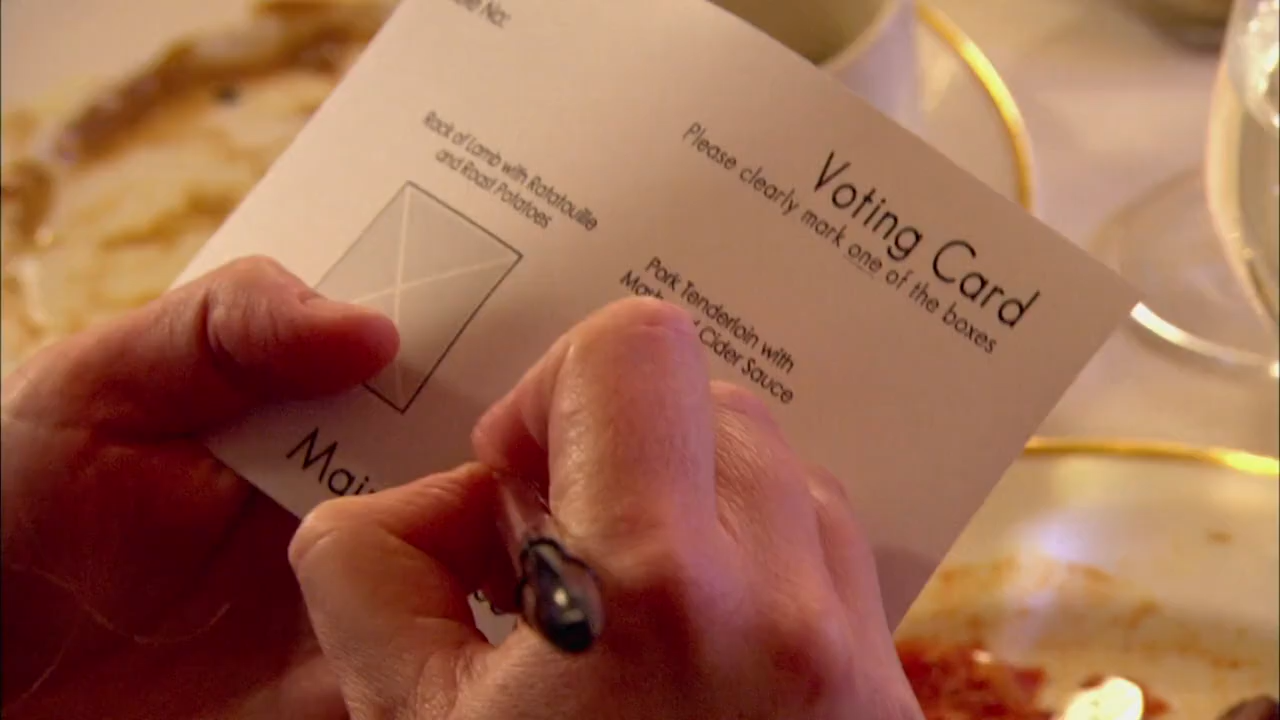 Voting Card
Please clearly mark one of the boxes
Rack of Lamb with Ratatouille
and Roast Potatoes
Pork Tenderloin with
Cider Sauce